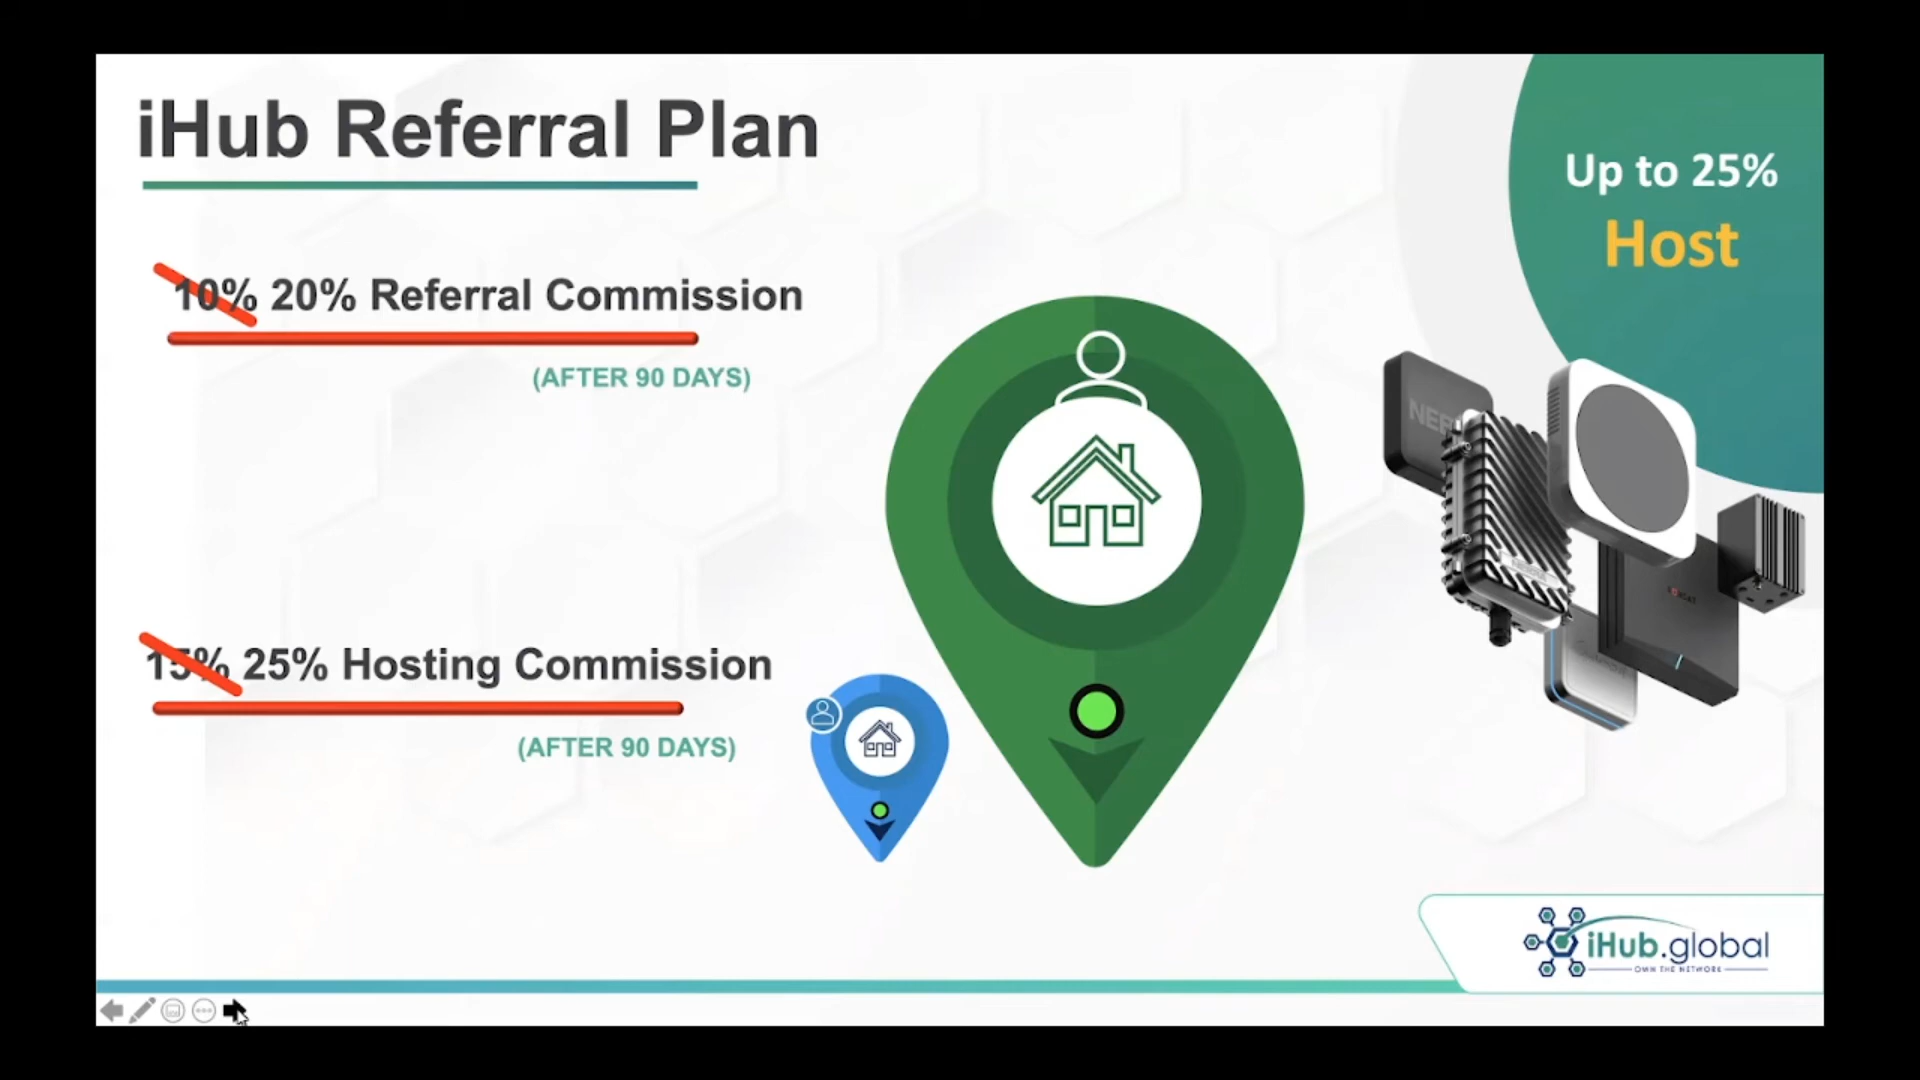 iHub Referral Plan
Up to 25%
Host
10% 20% Referral Commission
(AFTER 90 DAYS)
15% 25% Hosting Commission
(AFTER 90 DAYS)
iHub.global
OWN THE NETWORK